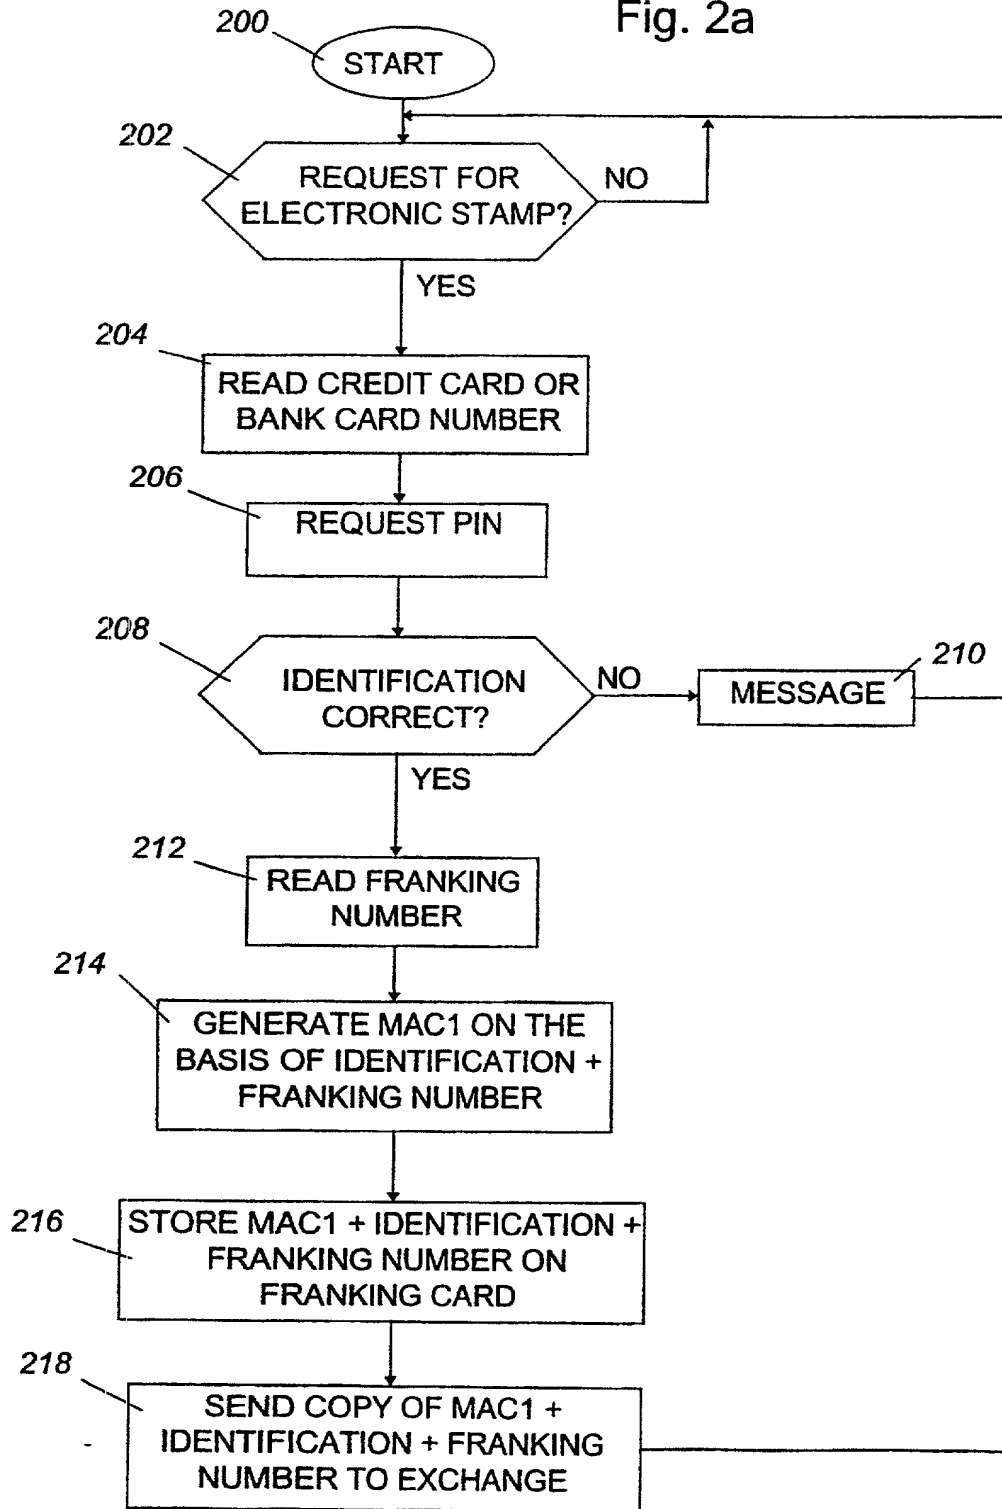 Fig. 2a
200
START
202
REQUEST FOR
ELECTRONIC STAMP?
NO
YES
204
READ CREDIT CARD OR
BANK CARD NUMBER
206
REQUEST PIN
208
IDENTIFICATION
CORRECT?
NO
210
MESSAGE
YES
212
READ FRANKING
NUMBER
214
GENERATE MAC1 ON THE
BASIS OF IDENTIFICATION +
FRANKING NUMBER
216
STORE MAC1 + IDENTIFICATION +
FRANKING NUMBER ON
FRANKING CARD
218
SEND COPY OF MAC1 +
IDENTIFICATION + FRANKING
NUMBER TO EXCHANGE